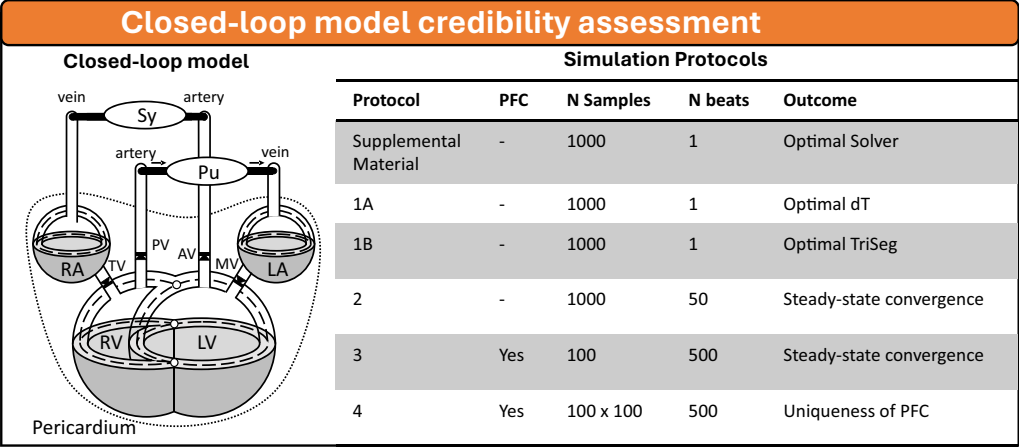 Closed-loop model credibility assessment
Closed-loop model
vein
artery
Sy
artery
vein
Pu
RA
TV
PV
AV
MV
LA
RV
LV
Pericardium
Simulation Protocols
Protocol PFC N Samples N beats Outcome
Supplemental
Material - 1000 1 Optimal Solver
1A - 1000 1 Optimal dT
1B - 1000 1 Optimal TriSeg
2 - 1000 50 Steady-state convergence
3 Yes 100 500 Steady-state convergence
4 Yes 100 x 100 500 Uniqueness of PFC